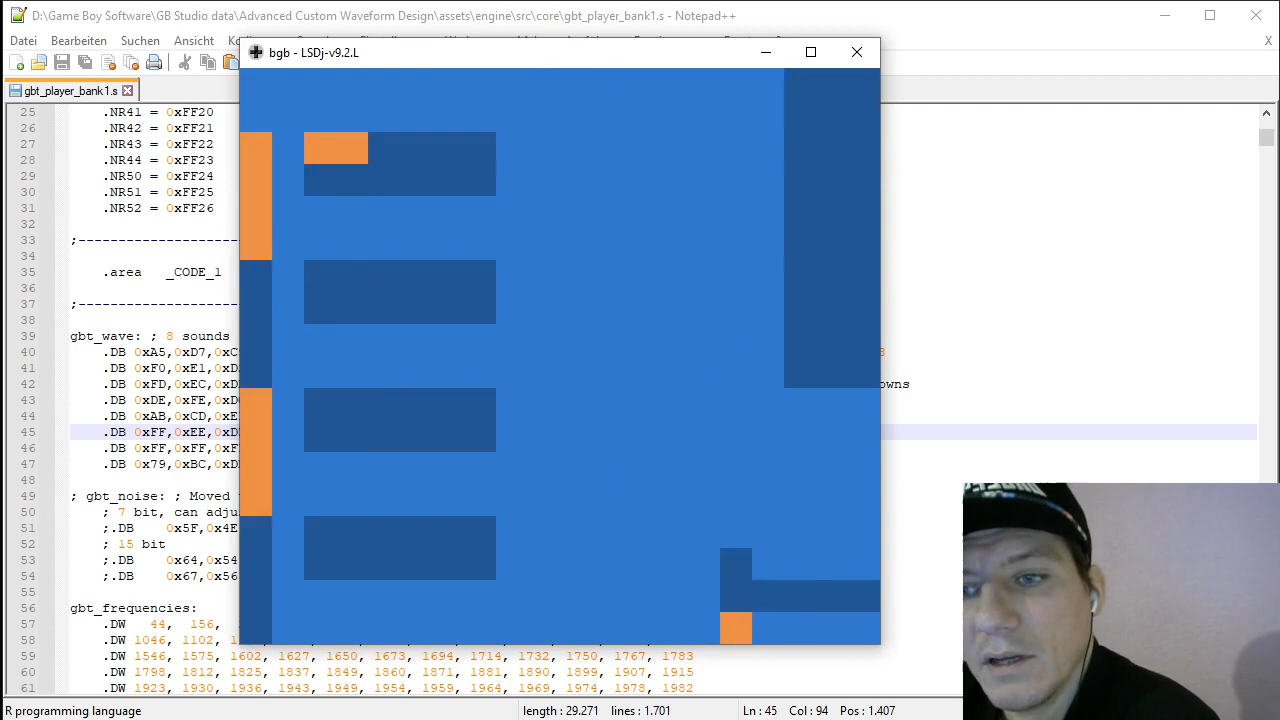 D:\Game Boy Software\GB Studio data\Advanced Custom Waveform Design\assets\engine\src\core\gbt_player_bank1.s - Notepad++
Datei Bearbeiten Suchen Ansicht
X
bgb - LSDj-v9.2.L
gbt_player_bank1.s
25 .NR41 = 0xFF20
26 .NR42 = 0xFF21
27 .NR43 = 0xFF22
28 .NR44 = 0xFF23
29 .NR50 = 0xFF24
30 .NR51 = 0xFF25
31 .NR52 = 0xFF26
32
33 ;--------------------
34
35 .area _CODE_1
36
37 ;--------------------
38
39 gbt_wave: ; 8 sounds
40 .DB 0xA5,0xD7,0xC
41 .DB 0xF0,0xE1,0xD
42 .DB 0xFD,0xEC,0xD owns
43 .DB 0xDE,0xFE,0xD
44 .DB 0xAB,0xCD,0xE
45 .DB 0xFF,0xEE,0xD
46 .DB 0xFF,0xFF,0xF
47 .DB 0x79,0xBC,0xD
48
49 ; gbt_noise: ; Moved
50 ; 7 bit, can adju
51 ;.DB 0x5F,0x4E
52 ; 15 bit
53 ;.DB 0x64,0x54
54 ;.DB 0x67,0x56
55
56 gbt_frequencies:
57 .DW 44, 156,
58 .DW 1046, 1102,
59 .DW 1546, 1575, 1602, 1627, 1650, 1673, 1694, 1714, 1732, 1750, 1767, 1783
60 .DW 1798, 1812, 1825, 1837, 1849, 1860, 1871, 1881, 1890, 1899, 1907, 1915
61 .DW 1923, 1930, 1936, 1943, 1949, 1954, 1959, 1964, 1969, 1974, 1978, 1982
R programming language length : 29.271 lines : 1.701 Ln : 45 Col : 94 Pos : 1.407